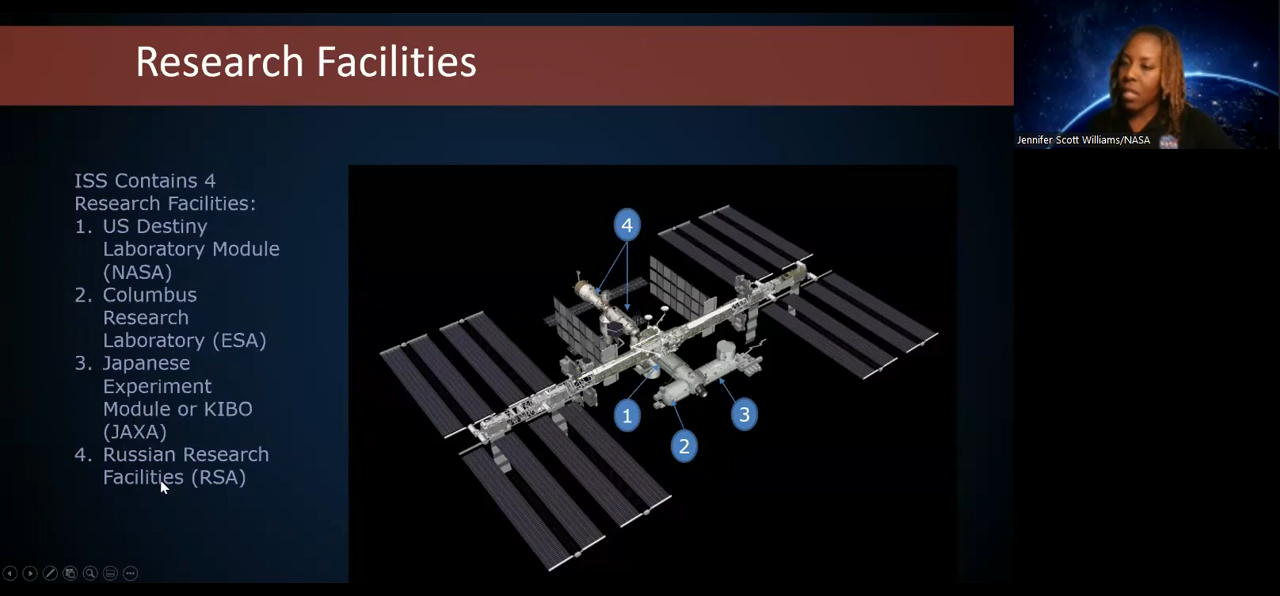 Research Facilities
Jennifer Scott Williams/NASA
ISS Contains 4
Research Facilities:
1. US Destiny
Laboratory Module
(NASA)
2. Columbus
Research
Laboratory (ESA)
3. Japanese
Experiment
Module or KIBO
(JAXA)
4. Russian Research
Facilities (RSA)
4
1
2
3